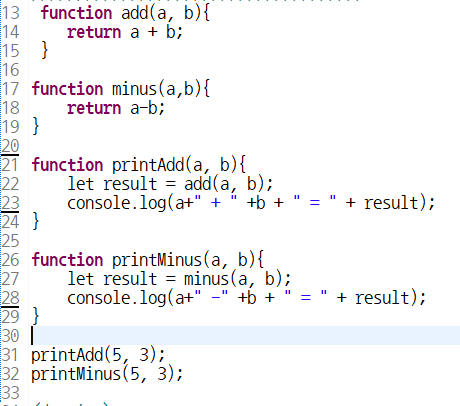 13 function add(a, b){
14 return a + b;
15 }
16
17 function minus(a,b){
18 return a-b;
19 }
20
21 function printAdd(a, b){
22 let result = add(a, b);
23 console.log(a+" + " +b + " = " + result);
24 }
25
26 function printMinus(a, b){
27 let result = minus(a, b);
28 console.log(a+" -" +b + " = " + result);
29 }
30
31 printAdd(5, 3);
32 printMinus(5, 3);
33